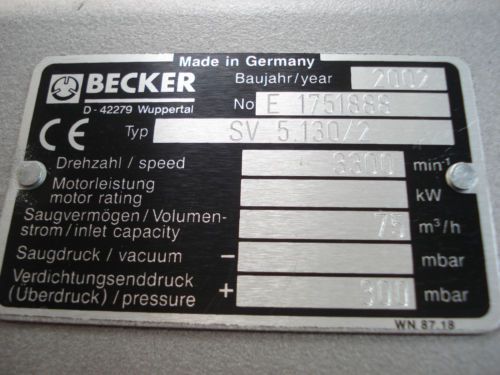 Made in Germany
BECKER
Baujahr/year 2002
D-42279 Wuppertal
No E 1751888
CE
Typ SV 5.130/2
Drehzahl / speed 3300 min-1
Motorleistung
motor rating kW
Saugvermögen / Volumen-
strom / inlet capacity 75 m³/h
Saugdruck / vacuum - mbar
Verdichtungsenddruck
(Überdruck) / pressure + 300 mbar
WN 87.18